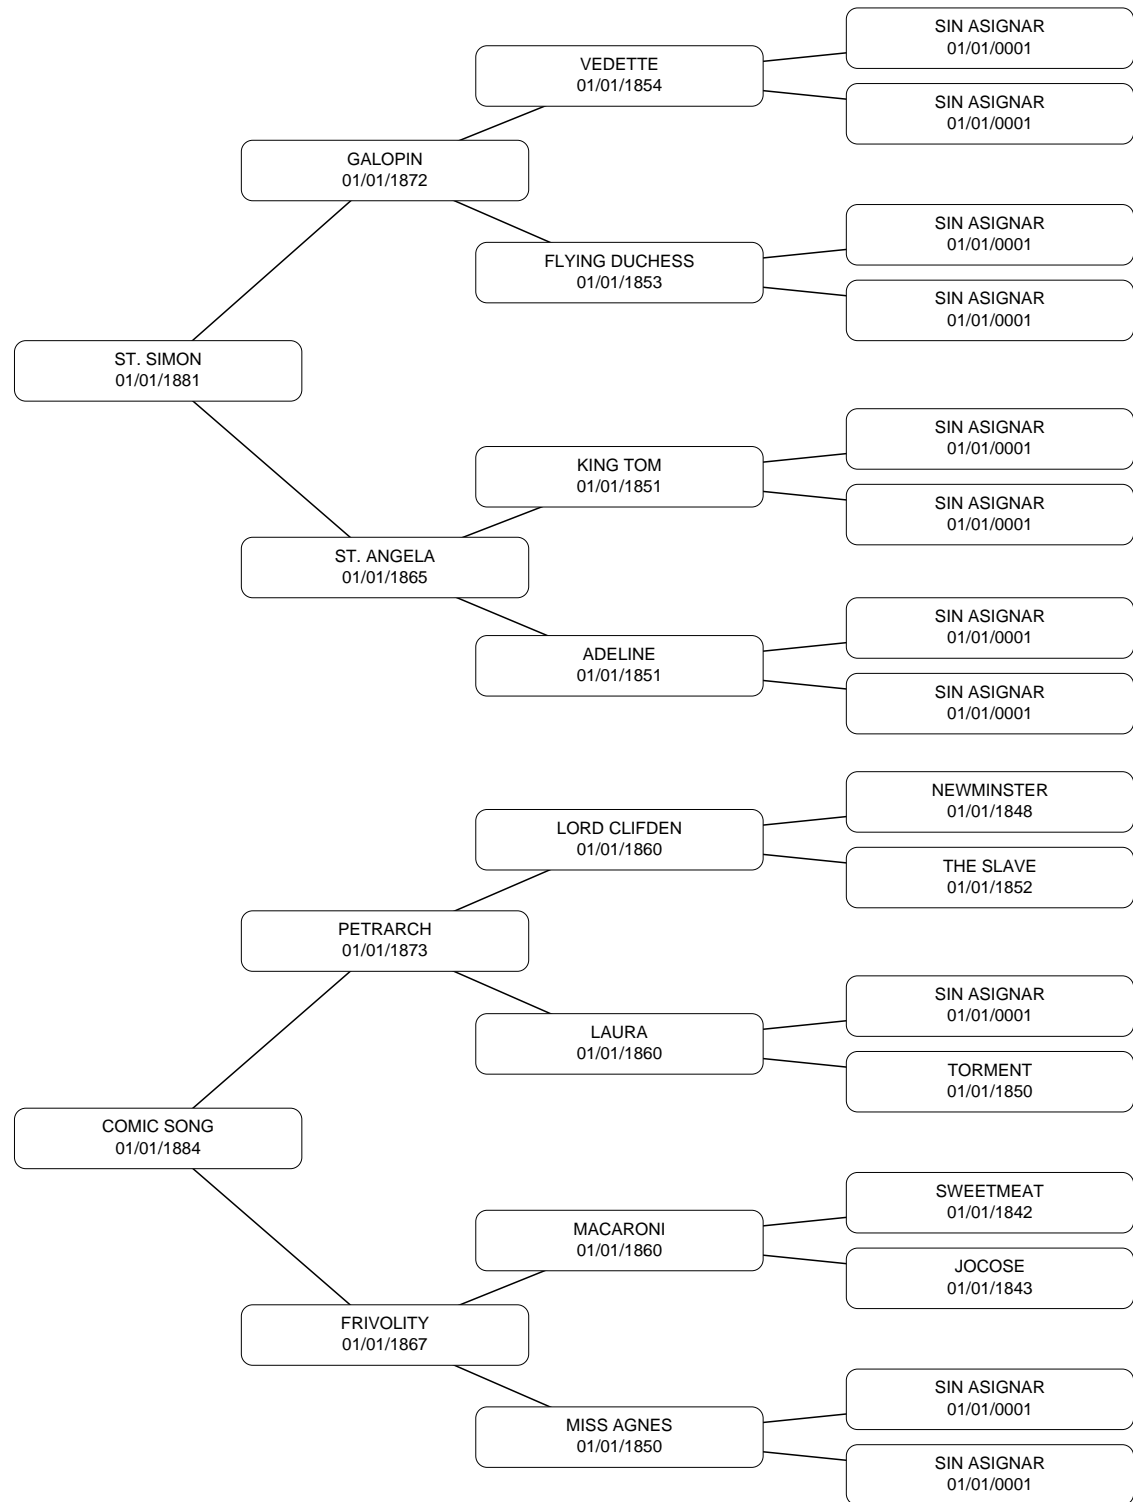 SIN ASIGNAR
01/01/0001
VEDETTE
01/01/1854
SIN ASIGNAR
01/01/0001
GALOPIN
01/01/1872
SIN ASIGNAR
01/01/0001
FLYING DUCHESS
01/01/1853
SIN ASIGNAR
01/01/0001
ST. SIMON
01/01/1881
SIN ASIGNAR
01/01/0001
KING TOM
01/01/1851
SIN ASIGNAR
01/01/0001
ST. ANGELA
01/01/1865
SIN ASIGNAR
01/01/0001
ADELINE
01/01/1851
SIN ASIGNAR
01/01/0001
NEWMINSTER
01/01/1848
LORD CLIFDEN
01/01/1860
THE SLAVE
01/01/1852
PETRARCH
01/01/1873
SIN ASIGNAR
01/01/0001
LAURA
01/01/1860
TORMENT
01/01/1850
COMIC SONG
01/01/1884
SWEETMEAT
01/01/1842
MACARONI
01/01/1860
JOCOSE
01/01/1843
FRIVOLITY
01/01/1867
SIN ASIGNAR
01/01/0001
MISS AGNES
01/01/1850
SIN ASIGNAR
01/01/0001